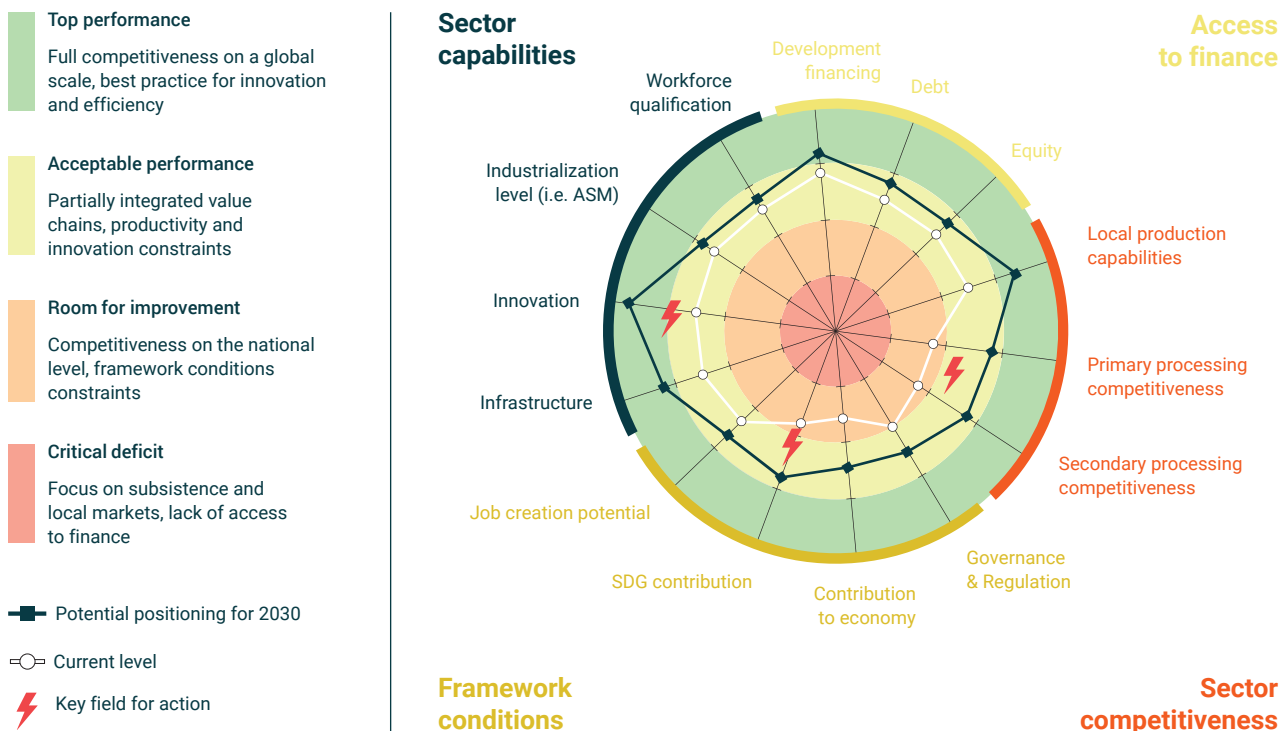 Top performance
Full competitiveness on a global
scale, best practice for innovation
and efficiency
Acceptable performance
Partially integrated value
chains, productivity and
innovation constraints
Room for improvement
Competitiveness on the national
level, framework conditions
constraints
Critical deficit
Focus on subsistence and
local markets, lack of access
to finance
Potential positioning for 2030
Current level
Key field for action
Sector
capabilities
Access
to finance
Development
financing
Debt
Equity
Workforce
qualification
Industrialization
level (i.e. ASM)
Innovation
Infrastructure
Local production
capabilities
Primary processing
competitiveness
Secondary processing
competitiveness
Job creation potential
SDG contribution
Contribution
to economy
Governance
& Regulation
Framework
conditions
Sector
competitiveness